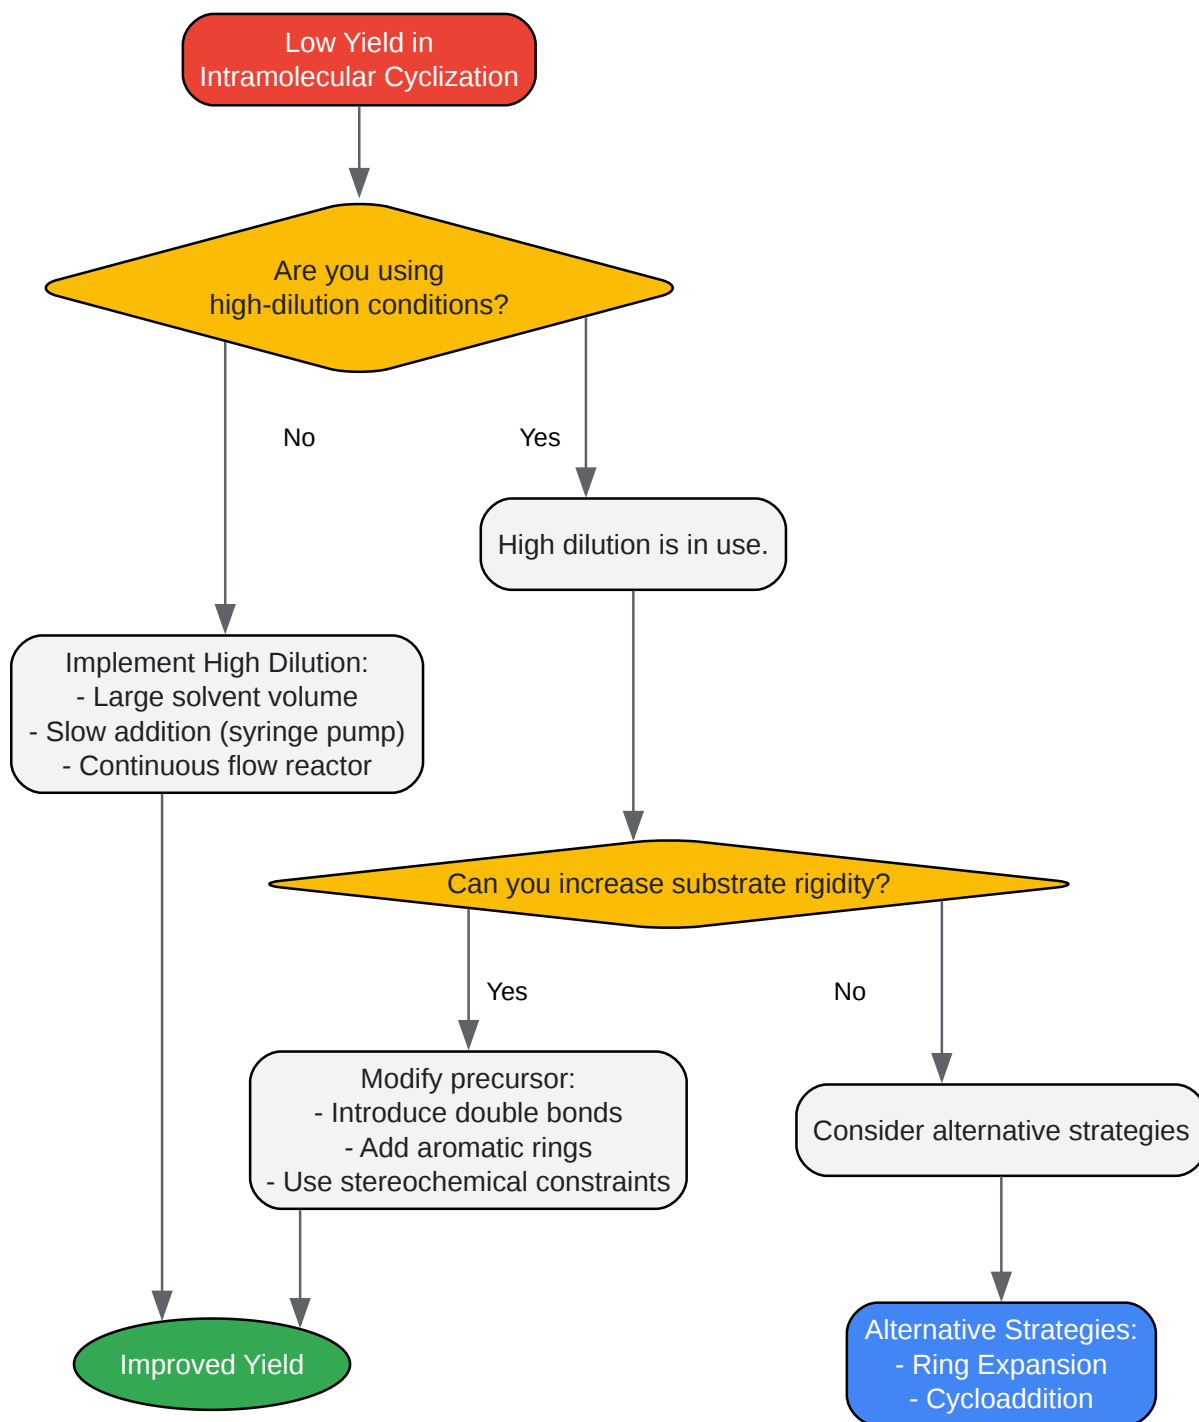 Low Yield in
Intramolecular Cyclization
Are you using
high-dilution conditions?
No
Yes
High dilution is in use.
Implement High Dilution:
- Large solvent volume
- Slow addition (syringe pump)
- Continuous flow reactor
Can you increase substrate rigidity?
Yes
No
Modify precursor:
- Introduce double bonds
- Add aromatic rings
- Use stereochemical constraints
Consider alternative strategies
Improved Yield
Alternative Strategies:
- Ring Expansion
- Cycloaddition